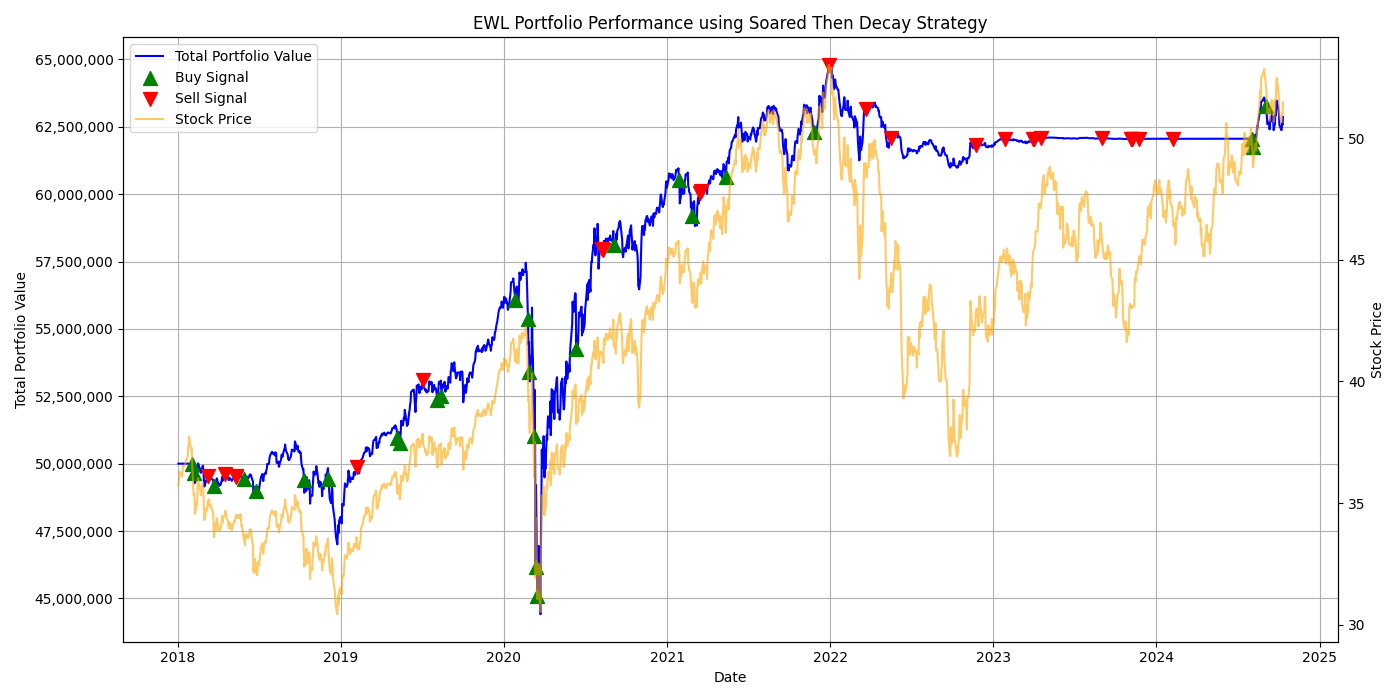 EWL Portfolio Performance using Soared Then Decay Strategy
Total Portfolio Value
Buy Signal
Sell Signal
Stock Price
65,000,000
62,500,000
60,000,000
57,500,000
55,000,000
52,500,000
50,000,000
47,500,000
45,000,000
Total Portfolio Value
50
45
40
35
30
Stock Price
2018 2019 2020 2021 2022 2023 2024 2025
Date